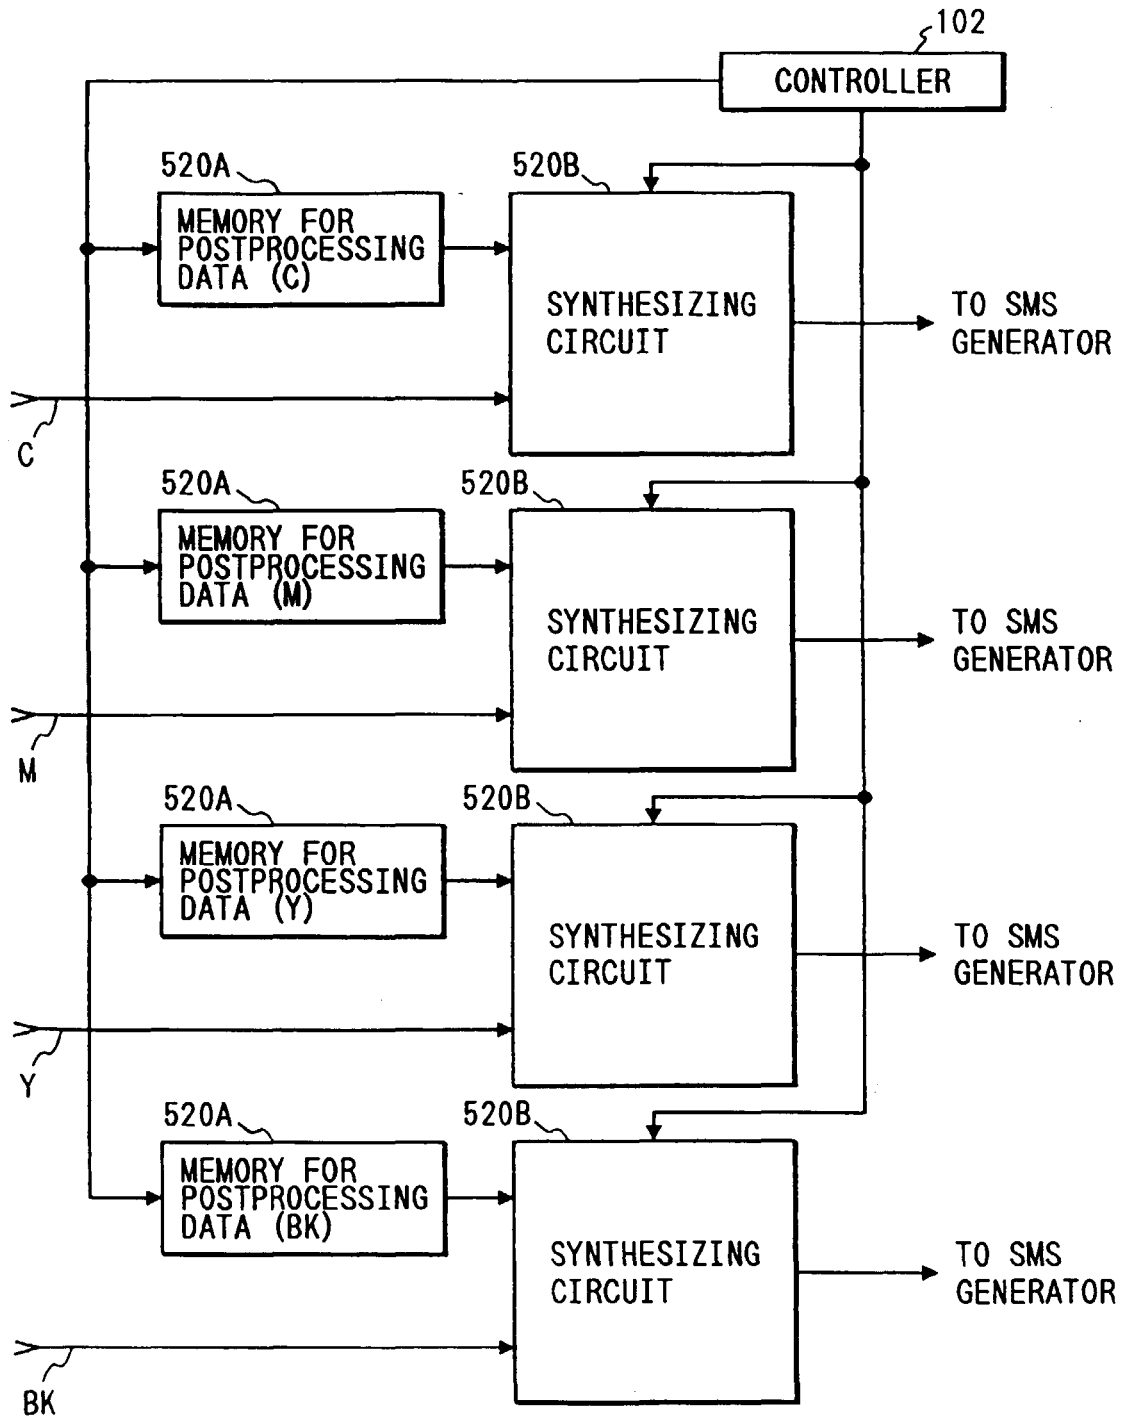 102
CONTROLLER
520A
520B
MEMORY FOR
POSTPROCESSING
DATA (C)
SYNTHESIZING
CIRCUIT
TO SMS
GENERATOR
C
520A
520B
MEMORY FOR
POSTPROCESSING
DATA (M)
SYNTHESIZING
CIRCUIT
TO SMS
GENERATOR
M
520A
520B
MEMORY FOR
POSTPROCESSING
DATA (Y)
SYNTHESIZING
CIRCUIT
TO SMS
GENERATOR
Y
520A
520B
MEMORY FOR
POSTPROCESSING
DATA (BK)
SYNTHESIZING
CIRCUIT
TO SMS
GENERATOR
BK